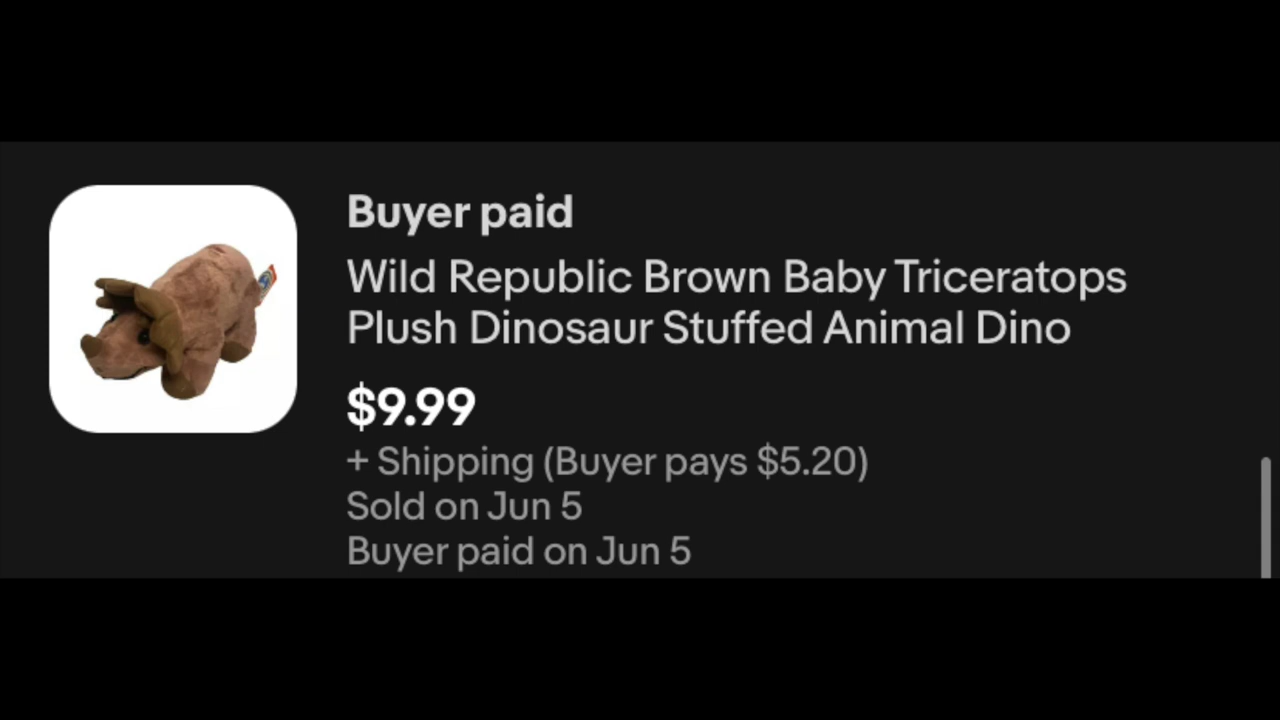 Buyer paid
Wild Republic Brown Baby Triceratops
Plush Dinosaur Stuffed Animal Dino
$9.99
+ Shipping (Buyer pays $5.20)
Sold on Jun 5
Buyer paid on Jun 5